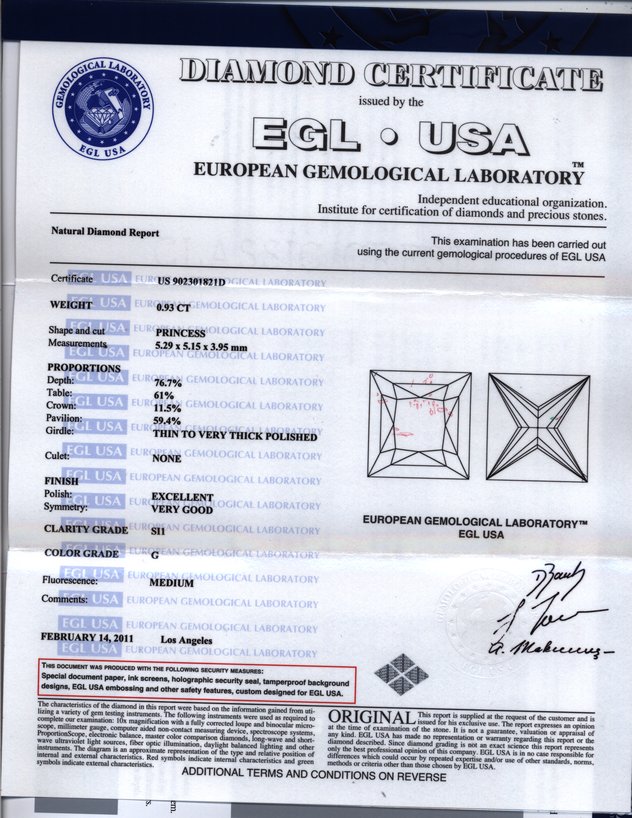 GEMOLOGICAL LABORATORY
EGL USA
DIAMOND CERTIFICATE
issued by the
EGL • USA
EUROPEAN GEMOLOGICAL LABORATORY™
Independent educational organization.
Institute for certification of diamonds and precious stones.
Natural Diamond Report
This examination has been carried out
using the current gemological procedures of EGL USA
Certificate US 902301821D
WEIGHT 0.93 CT
Shape and cut PRINCESS
Measurements 5.29 x 5.15 x 3.95 mm
PROPORTIONS
Depth: 76.7%
Table: 61%
Crown: 11.5%
Pavilion: 59.4%
Girdle: THIN TO VERY THICK POLISHED
Culet: NONE
FINISH
Polish: EXCELLENT
Symmetry: VERY GOOD
CLARITY GRADE SI1
COLOR GRADE G
Fluorescence: MEDIUM
Comments:
EGL USA EUROPEAN GEMOLOGICAL LABORATORY
FEBRUARY 14, 2011 Los Angeles
EUROPEAN GEMOLOGICAL LABORATORY™
EGL USA
THIS DOCUMENT WAS PRODUCED WITH THE FOLLOWING SECURITY MEASURES:
Special document paper, ink screens, holographic security seal, tamperproof background
designs, EGL USA embossing and other safety features, custom designed for EGL USA.
The characteristics of the diamond in this report were based on the information gained from uti-
lizing a variety of gem testing instruments. The following instruments were used as required to
complete our examination: 10x magnification with a fully corrected loupe and binocular micro-
scope, millimeter gauge, computer aided non-contact measuring device, spectroscope systems,
ProportionScope, electronic balance, master color comparison diamonds, long-wave and short-
wave ultraviolet light sources, fiber optic illumination, daylight balanced lighting and other
instruments. The diagram is an approximate representation of the type and relative position of
internal and external characteristics. Red symbols indicate internal characteristics and green
symbols indicate external characteristics.
ORIGINAL This report is supplied at the request of the customer and is
issued for his exclusive use. The report expresses an opinion
at the time of examination of the stone. It is not a guarantee, valuation or appraisal of
any kind. EGL USA has made no representation or warranty regarding this report or the
diamond described. Since diamond grading is not an exact science this report represents
only the best professional opinion of this company. EGL USA is in no case responsible for
differences which could occur by repeated expertise and/or use of other standards, norms,
methods or criteria other than those chosen by EGL USA.
ADDITIONAL TERMS AND CONDITIONS ON REVERSE